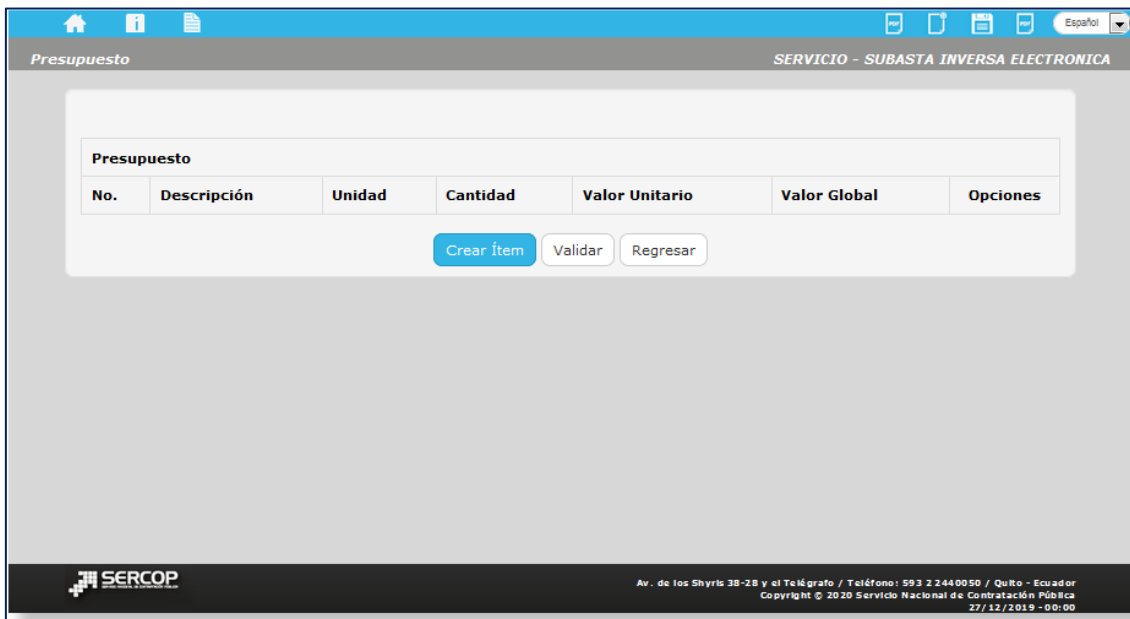 PDF PDF Español
Presupuesto SERVICIO - SUBASTA INVERSA ELECTRONICA
Presupuesto
No. Descripción Unidad Cantidad Valor Unitario Valor Global Opciones
Crear Ítem Validar Regresar
SERCOP
Av. de los Shyris 38-28 y el Telégrafo / Teléfono: 593 2 2440050 / Quito - Ecuador
Copyright © 2020 Servicio Nacional de Contratación Pública
27/12/2019 -00:00